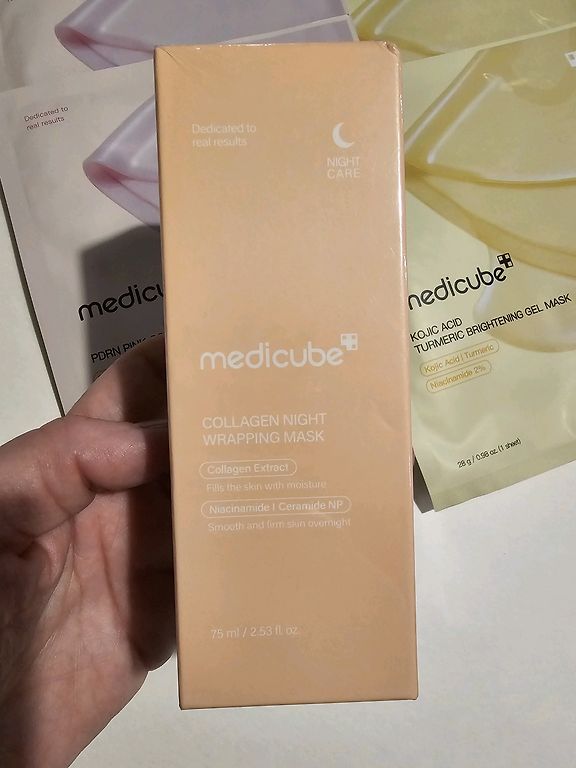 Dedicated to
real results
NIGHT
CARE
medicube
COLLAGEN NIGHT
WRAPPING MASK
Collagen Extract
Fills the skin with moisture
Niacinamide | Ceramide NP
Smooth and firm skin overnight
75 ml / 2.53 fl. oz.
Dedicated to
real results
PDRN PINK
medicube
KOJIC ACID
TURMERIC BRIGHTENING GEL MASK
Kojic Acid | Turmeric
Niacinamide 2%
28 g / 0.98 oz. (1 sheet)